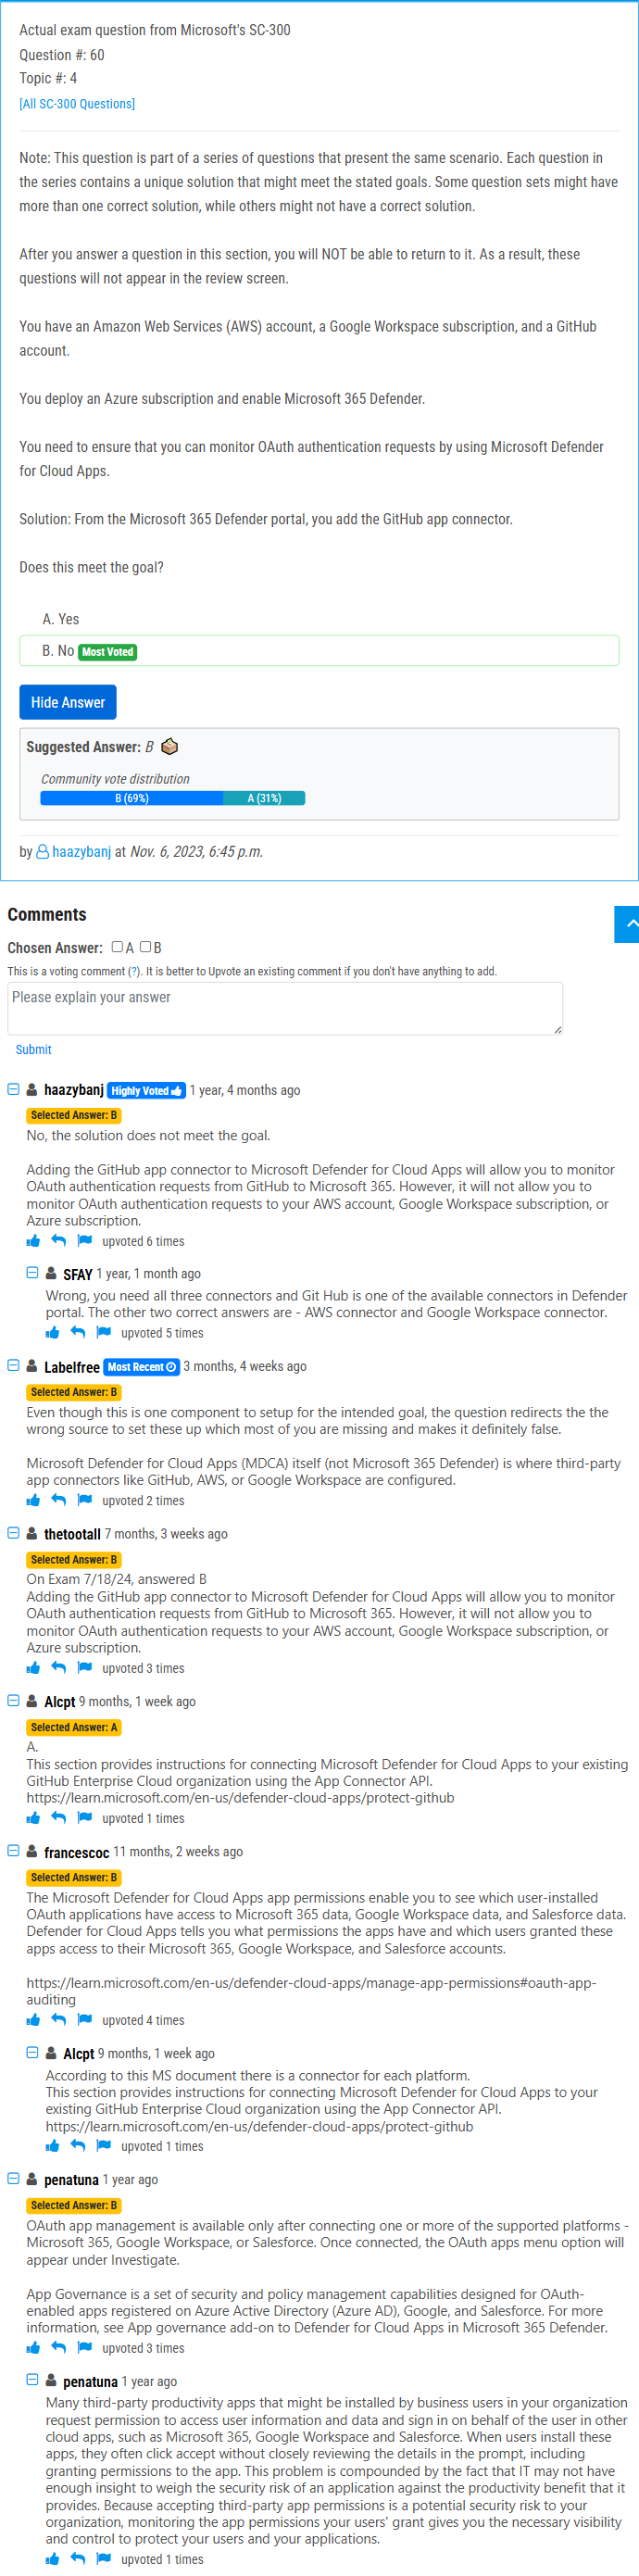 Actual exam question from Microsoft's SC-300
Question #: 60
Topic #: 4
[All SC-300 Questions]
Note: This question is part of a series of questions that present the same scenario. Each question in
the series contains a unique solution that might meet the stated goals. Some question sets might have
more than one correct solution, while others might not have a correct solution.
After you answer a question in this section, you will NOT be able to return to it. As a result, these
questions will not appear in the review screen.
You have an Amazon Web Services (AWS) account, a Google Workspace subscription, and a GitHub
account.
You deploy an Azure subscription and enable Microsoft 365 Defender.
You need to ensure that you can monitor OAuth authentication requests by using Microsoft Defender
for Cloud Apps.
Solution: From the Microsoft 365 Defender portal, you add the GitHub app connector.
Does this meet the goal?
A. Yes
B. No Most Voted
Hide Answer
Suggested Answer: B
Community vote distribution
B (69%) A (31%)
by haazybanj at Nov. 6, 2023, 6:45 p.m.
Comments
Chosen Answer: A B
This is a voting comment (?). It is better to Upvote an existing comment if you don't have anything to add.
Please explain your answer
Submit
haazybanj Highly Voted 1 year, 4 months ago
Selected Answer: B
No, the solution does not meet the goal.
Adding the GitHub app connector to Microsoft Defender for Cloud Apps will allow you to monitor
OAuth authentication requests from GitHub to Microsoft 365. However, it will not allow you to
monitor OAuth authentication requests to your AWS account, Google Workspace subscription, or
Azure subscription.
upvoted 6 times
SFAY 1 year, 1 month ago
Wrong, you need all three connectors and Git Hub is one of the available connectors in Defender
portal. The other two correct answers are - AWS connector and Google Workspace connector.
upvoted 5 times
Labelfree Most Recent 3 months, 4 weeks ago
Selected Answer: B
Even though this is one component to setup for the intended goal, the question redirects the the
wrong source to set these up which most of you are missing and makes it definitely false.
Microsoft Defender for Cloud Apps (MDCA) itself (not Microsoft 365 Defender) is where third-party
app connectors like GitHub, AWS, or Google Workspace are configured.
upvoted 2 times
thetootall 7 months, 3 weeks ago
Selected Answer: B
On Exam 7/18/24, answered B
Adding the GitHub app connector to Microsoft Defender for Cloud Apps will allow you to monitor
OAuth authentication requests from GitHub to Microsoft 365. However, it will not allow you to
monitor OAuth authentication requests to your AWS account, Google Workspace subscription, or
Azure subscription.
upvoted 3 times
Alcpt 9 months, 1 week ago
Selected Answer: A
A.
This section provides instructions for connecting Microsoft Defender for Cloud Apps to your existing
GitHub Enterprise Cloud organization using the App Connector API.
https://learn.microsoft.com/en-us/defender-cloud-apps/protect-github
upvoted 1 times
francescoc 11 months, 2 weeks ago
Selected Answer: B
The Microsoft Defender for Cloud Apps app permissions enable you to see which user-installed
OAuth applications have access to Microsoft 365 data, Google Workspace data, and Salesforce data.
Defender for Cloud Apps tells you what permissions the apps have and which users granted these
apps access to their Microsoft 365, Google Workspace, and Salesforce accounts.
https://learn.microsoft.com/en-us/defender-cloud-apps/manage-app-permissions#oauth-app-
auditing
upvoted 4 times
Alcpt 9 months, 1 week ago
According to this MS document there is a connector for each platform.
This section provides instructions for connecting Microsoft Defender for Cloud Apps to your
existing GitHub Enterprise Cloud organization using the App Connector API.
https://learn.microsoft.com/en-us/defender-cloud-apps/protect-github
upvoted 1 times
penatuna 1 year ago
Selected Answer: B
OAuth app management is available only after connecting one or more of the supported platforms -
Microsoft 365, Google Workspace, or Salesforce. Once connected, the OAuth apps menu option will
appear under Investigate.
App Governance is a set of security and policy management capabilities designed for OAuth-
enabled apps registered on Azure Active Directory (Azure AD), Google, and Salesforce. For more
information, see App governance add-on to Defender for Cloud Apps in Microsoft 365 Defender.
upvoted 3 times
penatuna 1 year ago
Many third-party productivity apps that might be installed by business users in your organization
request permission to access user information and data and sign in on behalf of the user in other
cloud apps, such as Microsoft 365, Google Workspace and Salesforce. When users install these
apps, they often click accept without closely reviewing the details in the prompt, including
granting permissions to the app. This problem is compounded by the fact that IT may not have
enough insight to weigh the security risk of an application against the productivity benefit that it
provides. Because accepting third-party app permissions is a potential security risk to your
organization, monitoring the app permissions your users' grant gives you the necessary visibility
and control to protect your users and your applications.
upvoted 1 times